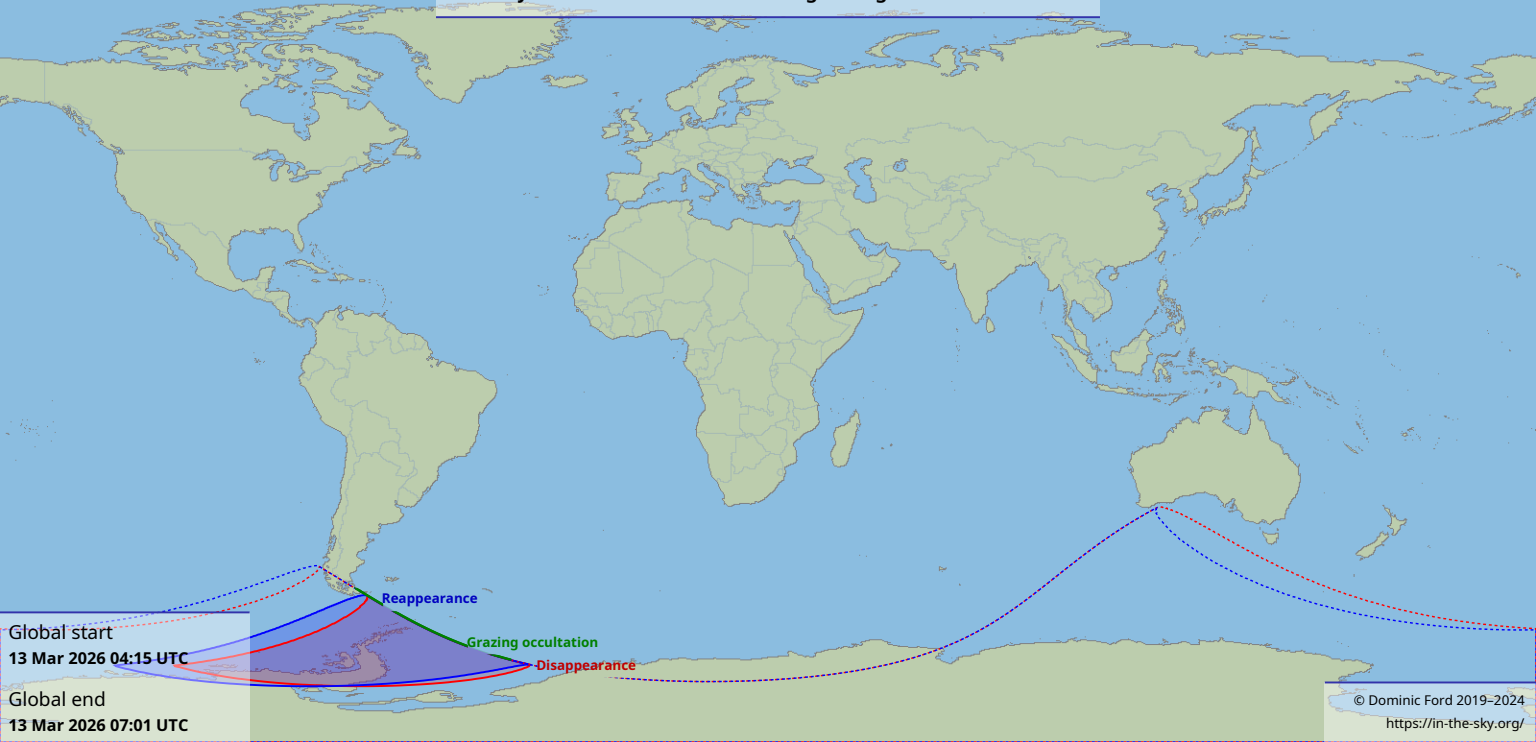 Reappearance
Grazing occultation
Disappearance
Global start
13 Mar 2026 04:15 UTC
Global end
13 Mar 2026 07:01 UTC
© Dominic Ford 2019–2024
https://in-the-sky.org/